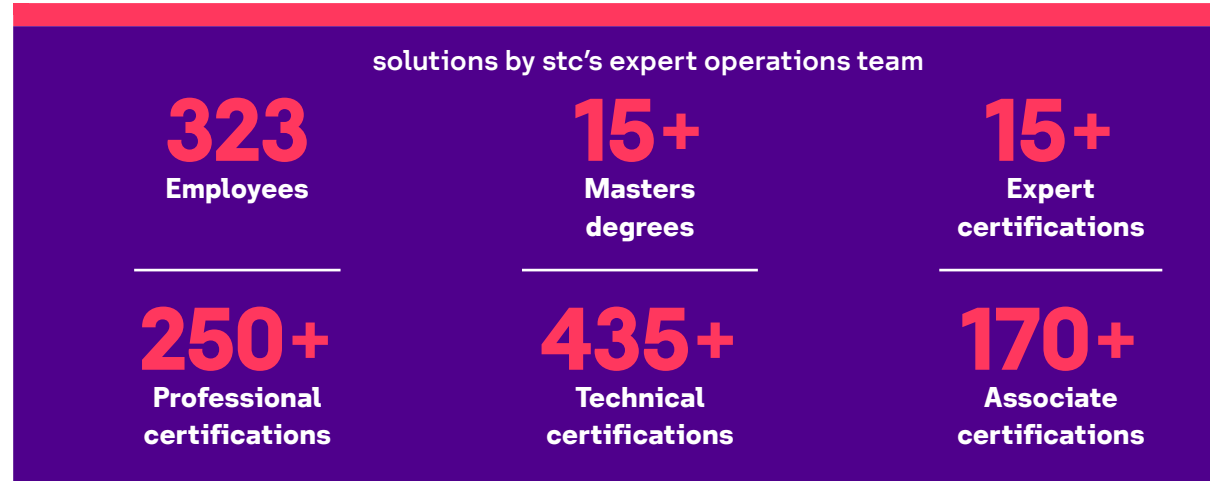 solutions by stc’s expert operations team
323
Employees
15+
Masters
degrees
15+
Expert
certifications
250+
Professional
certifications
435+
Technical
certifications
170+
Associate
certifications